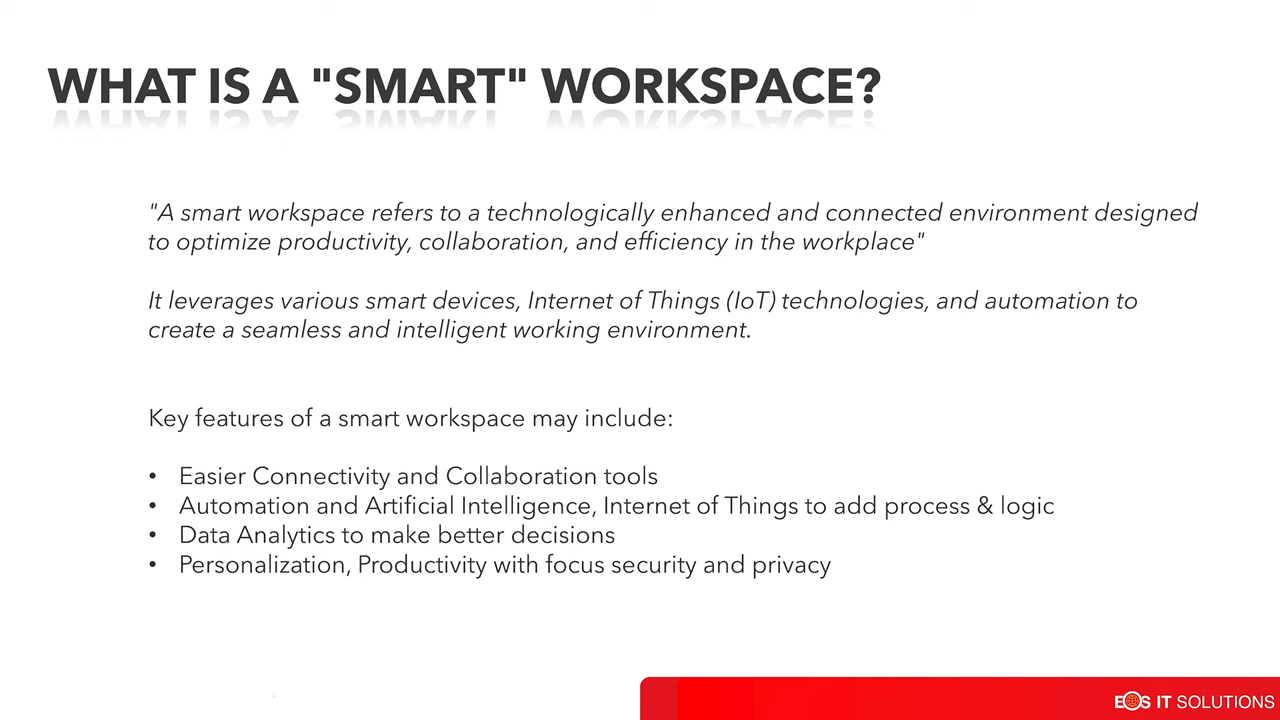 WHAT IS A "SMART" WORKSPACE?
"A smart workspace refers to a technologically enhanced and connected environment designed
to optimize productivity, collaboration, and efficiency in the workplace"
It leverages various smart devices, Internet of Things (IoT) technologies, and automation to
create a seamless and intelligent working environment.
Key features of a smart workspace may include:
• Easier Connectivity and Collaboration tools
• Automation and Artificial Intelligence, Internet of Things to add process & logic
• Data Analytics to make better decisions
• Personalization, Productivity with focus security and privacy
EOS IT SOLUTIONS